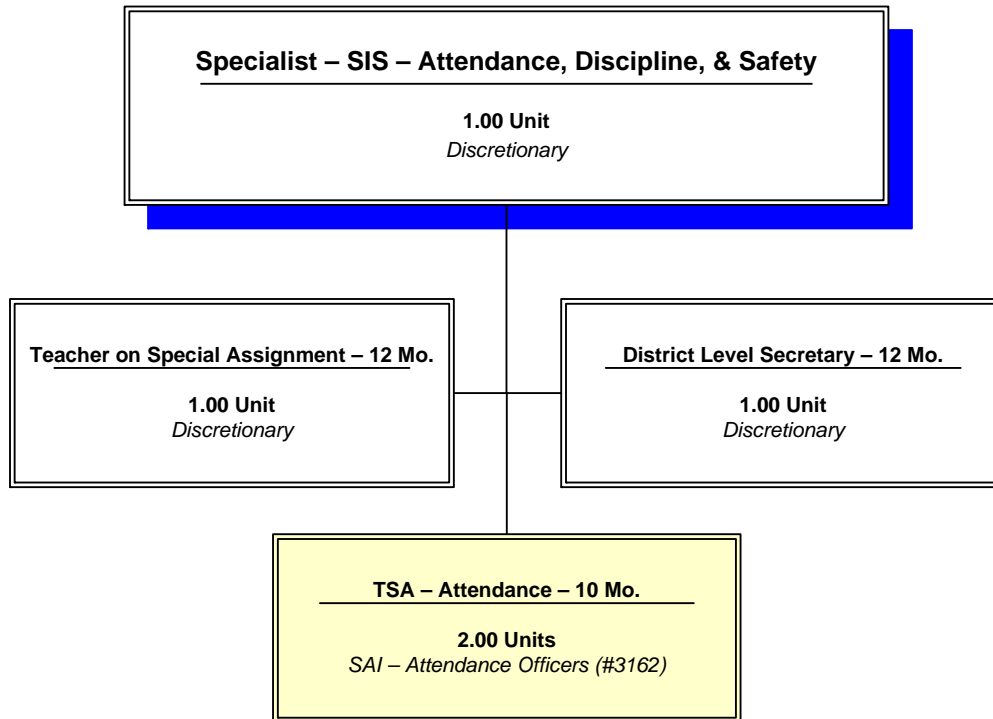 Specialist – SIS – Attendance, Discipline, & Safety
1.00 Unit
Discretionary
Teacher on Special Assignment – 12 Mo.
1.00 Unit
Discretionary
District Level Secretary – 12 Mo.
1.00 Unit
Discretionary
TSA – Attendance – 10 Mo.
2.00 Units
SAI – Attendance Officers (#3162)